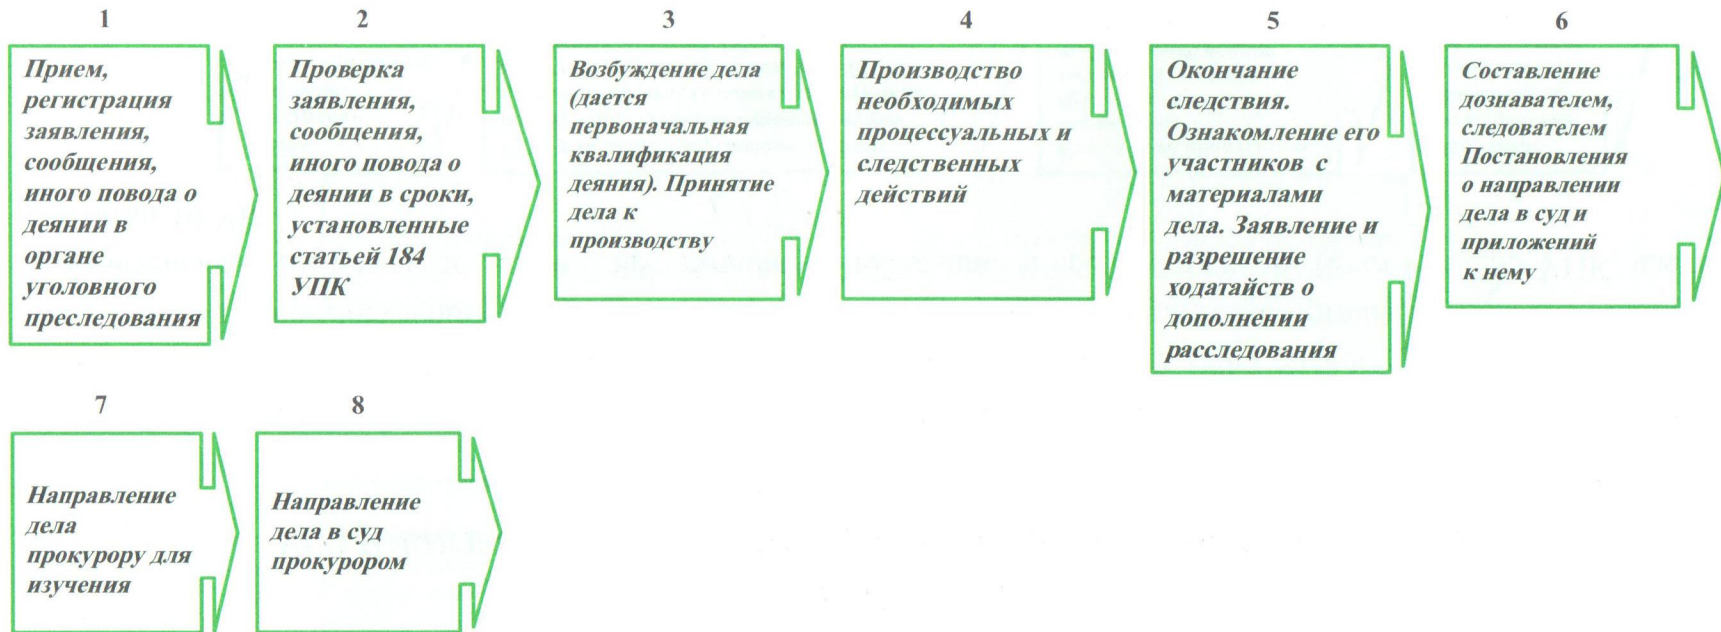 1
Прием,
регистрация
заявления,
сообщения,
иного повода о
деянии в
органе
уголовного
преследования
2
Проверка
заявления,
сообщения,
иного повода о
деянии в сроки,
установленные
статьей 184
УПК
3
Возбуждение дела
(дается
первоначальная
квалификация
деяния). Принятие
дела к
производству
4
Производство
необходимых
процессуальных и
следственных
действий
5
Окончание
следствия.
Ознакомление его
участников с
материалами
дела. Заявление и
разрешение
ходатайств о
дополнении
расследования
6
Составление
дознавателем,
следователем
Постановления
о направлении
дела в суд и
приложений
к нему
7
Направление
дела
прокурору для
изучения
8
Направление
дела в суд
прокурором